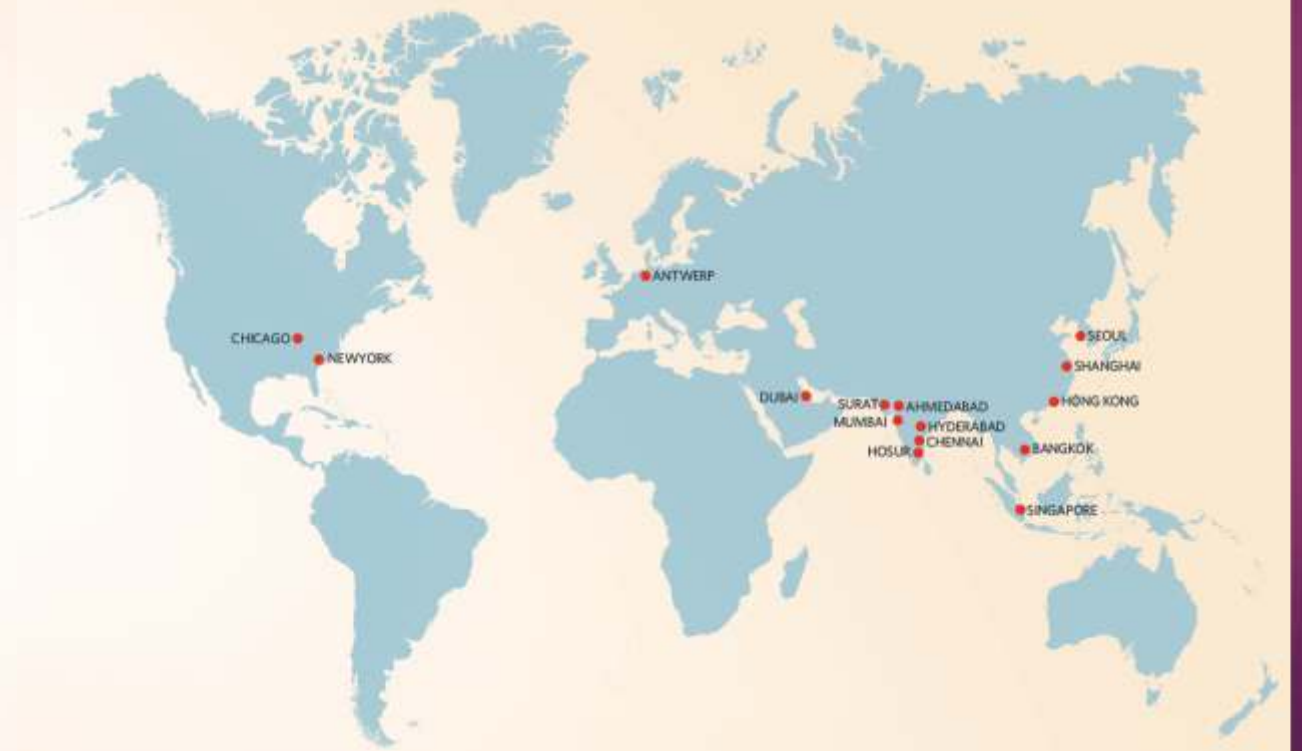 ANTWERP
CHICAGO
NEWYORK
SEOUL
SHANGHAI
DUBAI
HONG KONG
SURAT
AHMEDABAD
MUMBAI
HYDERABAD
CHENNAI
HOSUR
BANGKOK
SINGAPORE